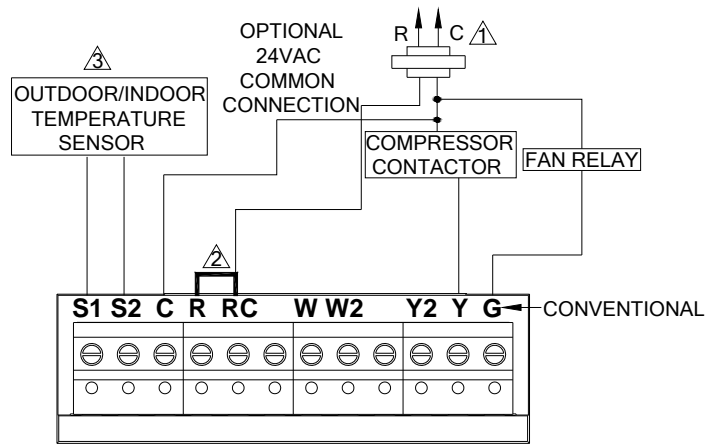 OPTIONAL
24VAC
COMMON
CONNECTION
R C 1
3
OUTDOOR/INDOOR
TEMPERATURE
SENSOR
COMPRESSOR
CONTACTOR
FAN RELAY
2
S1 S2 C R RC W W2 Y2 Y G
CONVENTIONAL